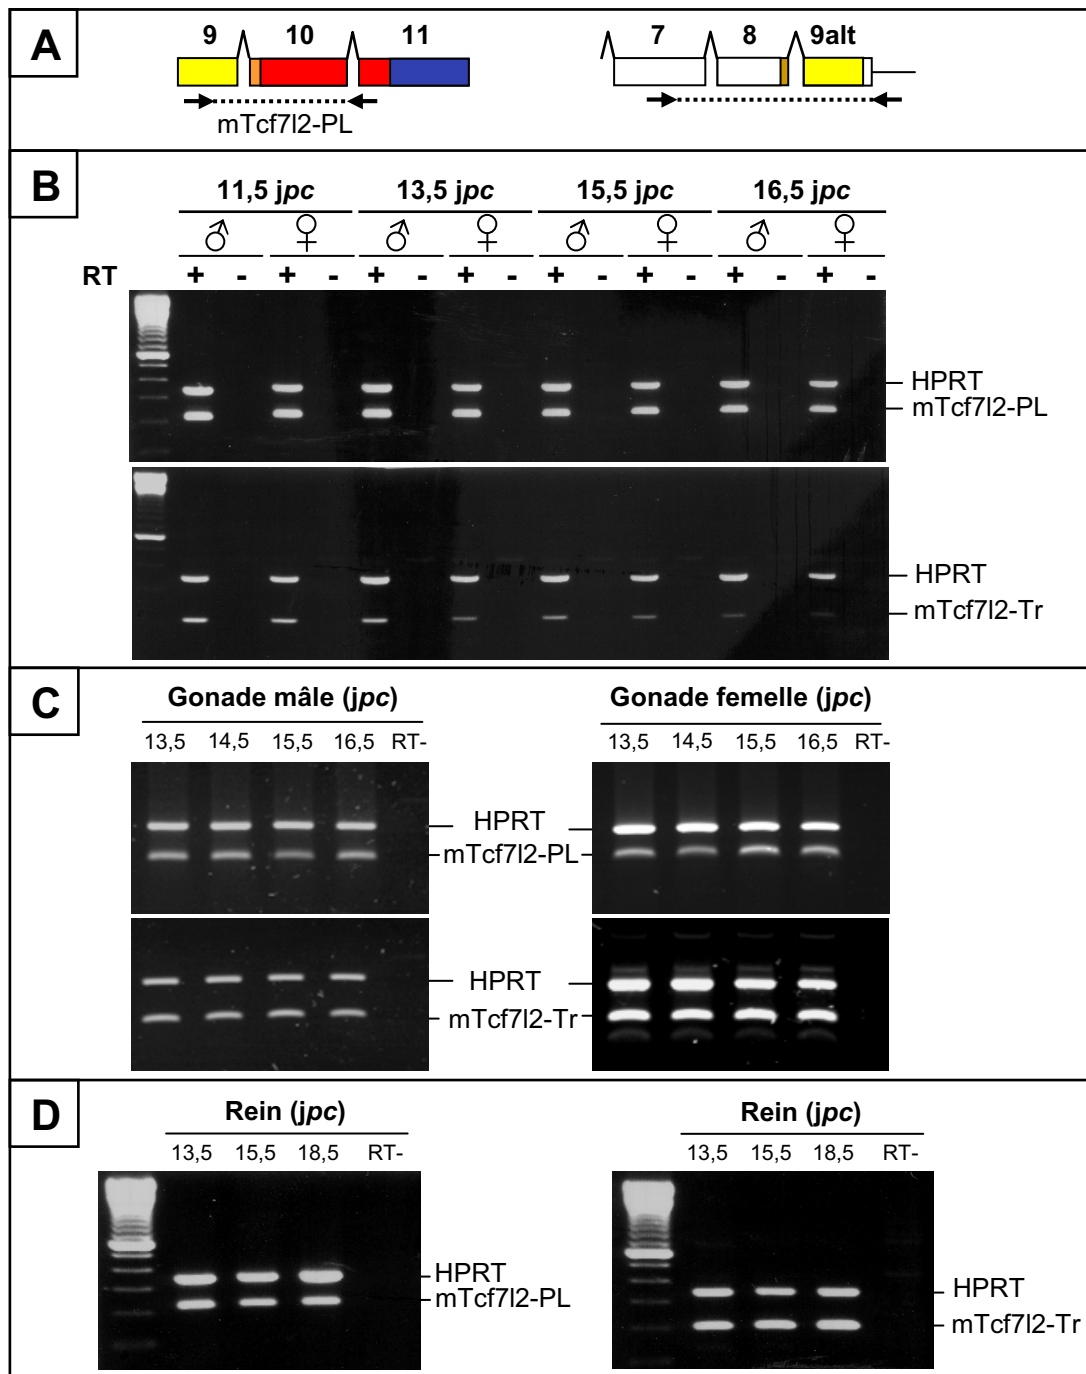 A
9 10 11
7 8 9alt
mTcf7l2-PL
B
11,5 jpc 13,5 jpc 15,5 jpc 16,5 jpc
♂ ♀ ♂ ♀ ♂ ♀ ♂ ♀
RT + - + - + - + - + - + - + - + -
HPRT
mTcf7l2-PL
HPRT
mTcf7l2-Tr
C
Gonade mâle (jpc) Gonade femelle (jpc)
13,5 14,5 15,5 16,5 RT- 13,5 14,5 15,5 16,5 RT-
HPRT
mTcf7l2-PL
HPRT
mTcf7l2-Tr
D
Rein (jpc) Rein (jpc)
13,5 15,5 18,5 RT- 13,5 15,5 18,5 RT-
HPRT HPRT
mTcf7l2-PL mTcf7l2-Tr